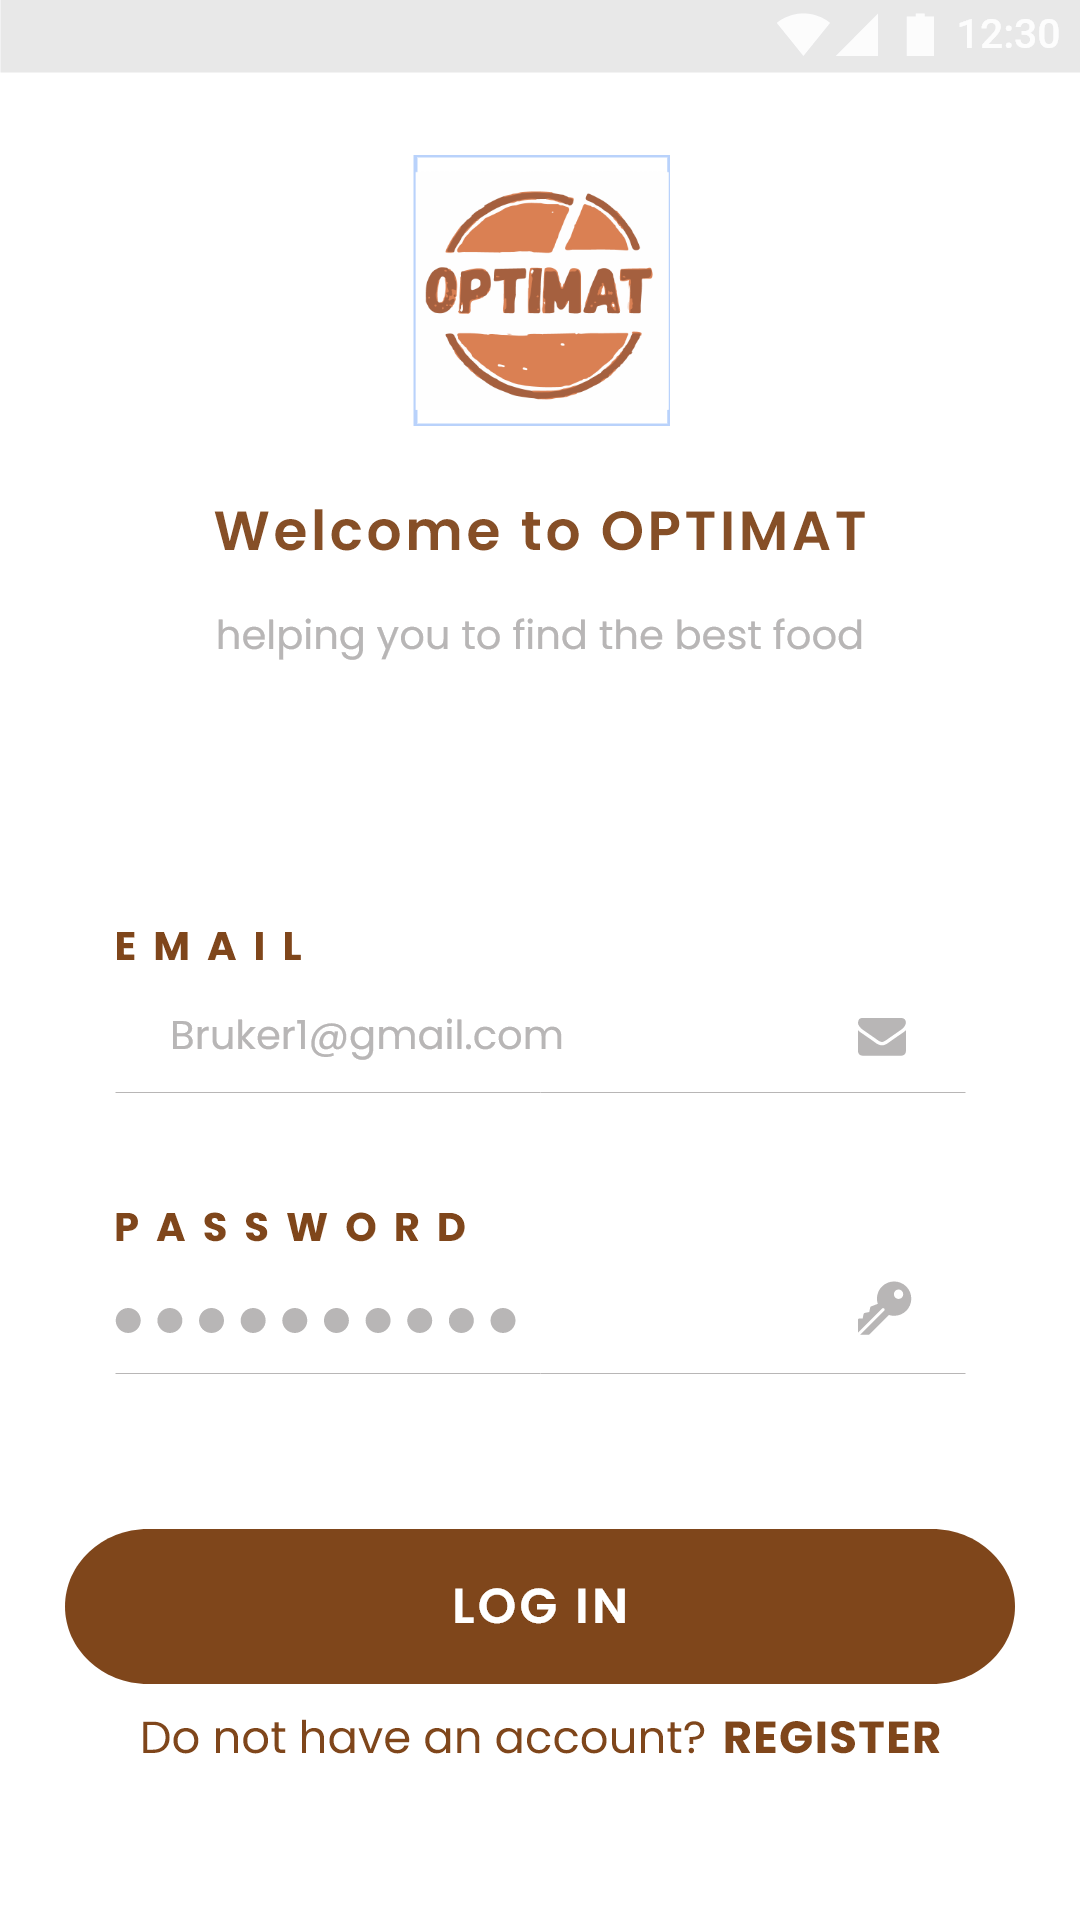 12:30
OPTIMAT
Welcome to OPTIMAT
helping you to find the best food
EMAIL
Bruker1@gmail.com
PASSWORD
LOG IN
Do not have an account? REGISTER